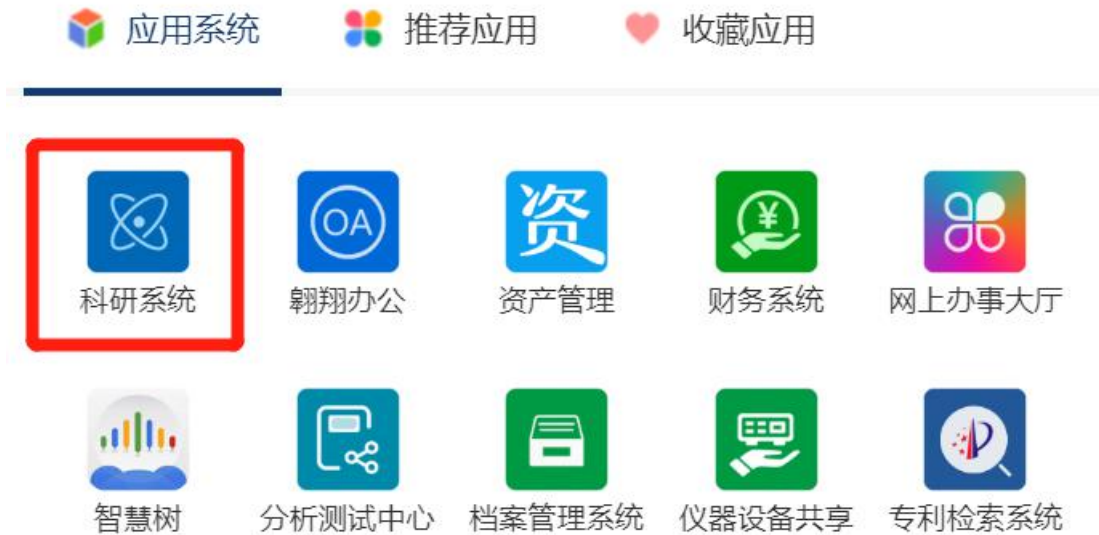 应用系统 推荐应用 收藏应用
OA 资 ¥
科研系统 翱翔办公 资产管理 财务系统 网上办事大厅
智慧树 分析测试中心 档案管理系统 仪器设备共享 专利检索系统